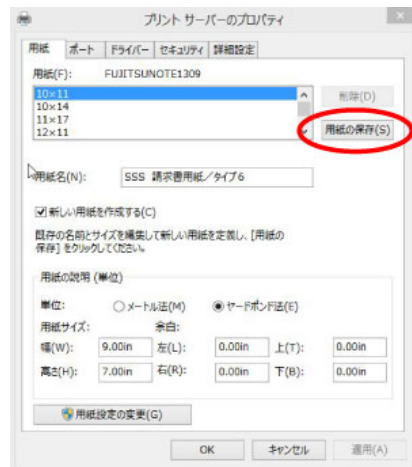 プリント サーバーのプロパティ
用紙 ポート ドライバー セキュリティ 詳細設定
用紙(F): FUJITSUNOTE1309
10×11
10×14
11×17
12×11
削除(D)
用紙の保存(S)
用紙名(N): SSS 請求書用紙/タイプ6
新しい用紙を作成する(C)
既存の名前とサイズを編集して新しい用紙を定義し、[用紙の
保存] をクリックしてください。
用紙の説明 (単位)
単位: メートル法(M) ヤードポンド法(E)
用紙サイズ: 余白:
幅(W): 9.00in 左(L): 0.00in 上(T): 0.00in
高さ(H): 7.00in 右(R): 0.00in 下(B): 0.00in
用紙設定の変更(G)
OK キャンセル 適用(A)